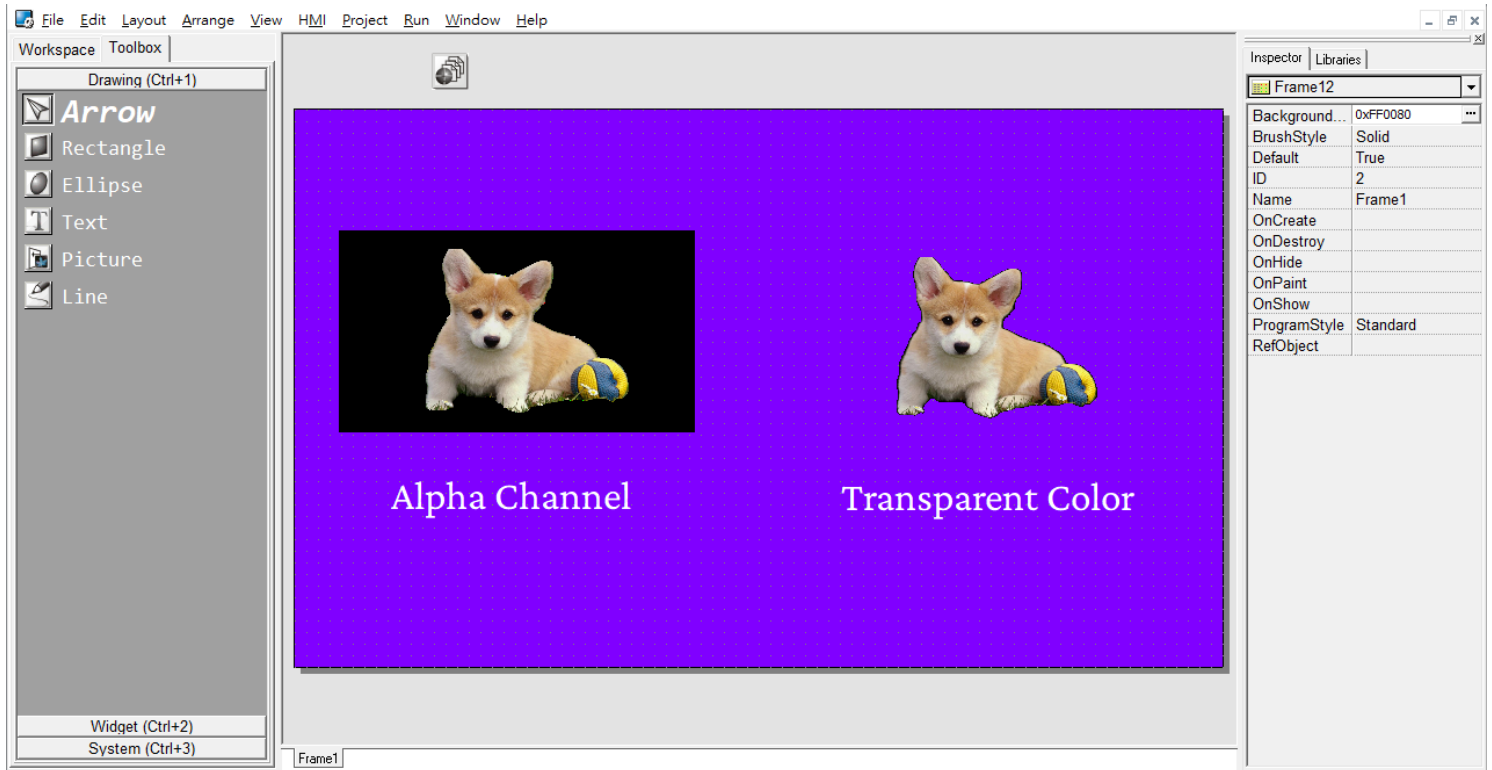 File Edit Layout Arrange View HMI Project Run Window Help
Workspace Toolbox
Drawing (Ctrl+1)
Arrow
Rectangle
Ellipse
Text
Picture
Line
Widget (Ctrl+2)
System (Ctrl+3)
Alpha Channel
Transparent Color
Frame1
Inspector Libraries
Frame12
Background... 0xFF0080 ...
BrushStyle Solid
Default True
ID 2
Name Frame1
OnCreate
OnDestroy
OnHide
OnPaint
OnShow
ProgramStyle Standard
RefObject